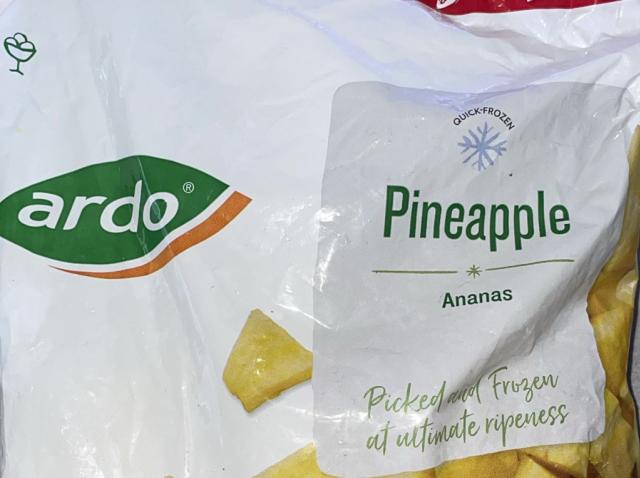 QUICK-FROZEN
ardo®
Pineapple
Ananas
Picked and Frozen
at ultimate ripeness